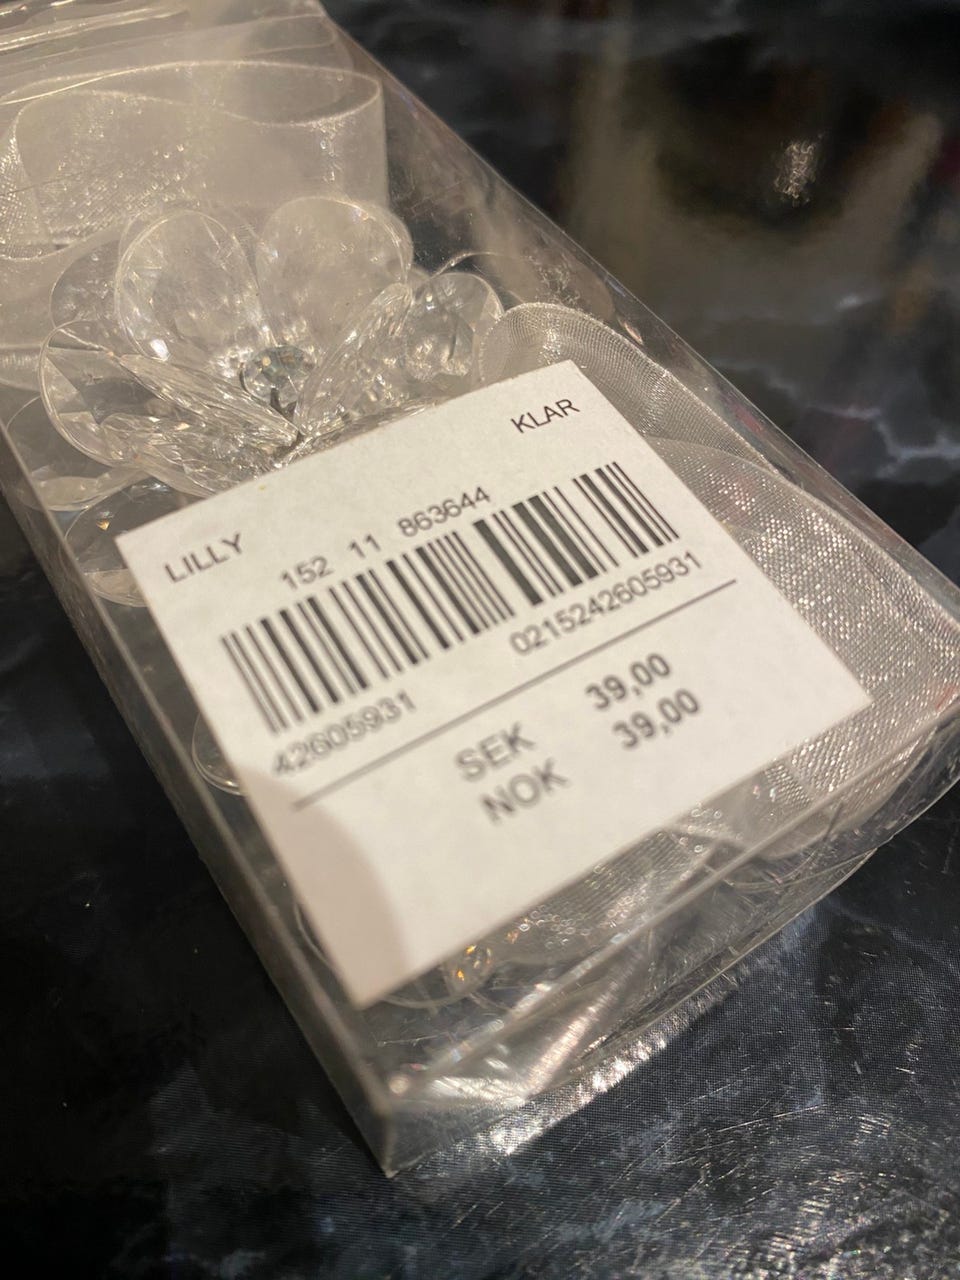 LILLY KLAR
152 11 863644
42605931 0215242605931
SEK 39,00
NOK 39,00